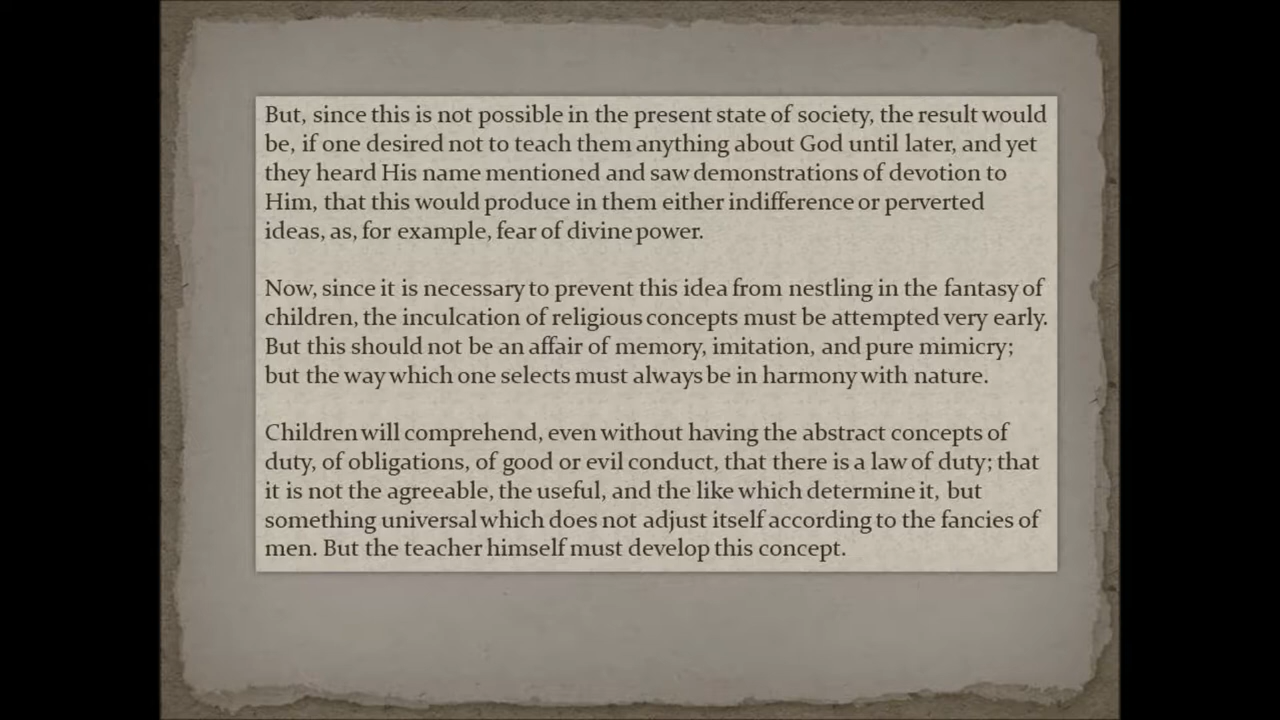 But, since this is not possible in the present state of society, the result would
be, if one desired not to teach them anything about God until later, and yet
they heard His name mentioned and saw demonstrations of devotion to
Him, that this would produce in them either indifference or perverted
ideas, as, for example, fear of divine power.
Now, since it is necessary to prevent this idea from nestling in the fantasy of
children, the inculcation of religious concepts must be attempted very early.
But this should not be an affair of memory, imitation, and pure mimicry;
but the way which one selects must always be in harmony with nature.
Children will comprehend, even without having the abstract concepts of
duty, of obligations, of good or evil conduct, that there is a law of duty; that
it is not the agreeable, the useful, and the like which determine it, but
something universal which does not adjust itself according to the fancies of
men. But the teacher himself must develop this concept.